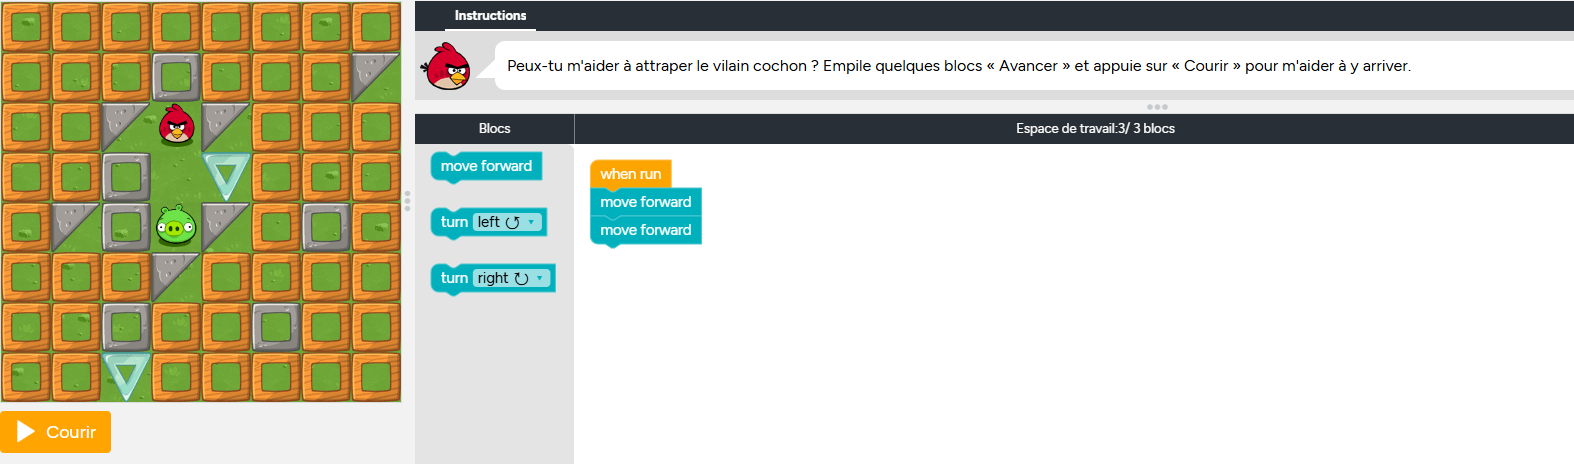 Instructions
Peux-tu m'aider à attraper le vilain cochon ? Empile quelques blocs « Avancer » et appuie sur « Courir » pour m'aider à y arriver.
Blocs
Espace de travail:3/ 3 blocs
move forward
turn left
turn right
when run
move forward
move forward
Courir